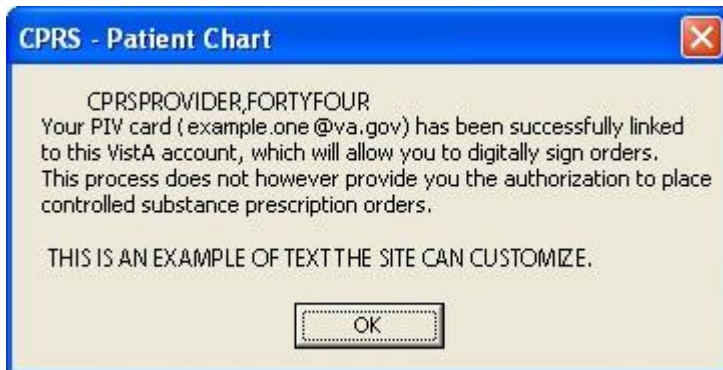 CPRS - Patient Chart
CPRSPROVIDER,FORTYFOUR
Your PIV card (example.one @va.gov) has been successfully linked
to this VistA account, which will allow you to digitally sign orders.
This process does not however provide you the authorization to place
controlled substance prescription orders.
THIS IS AN EXAMPLE OF TEXT THE SITE CAN CUSTOMIZE.
OK